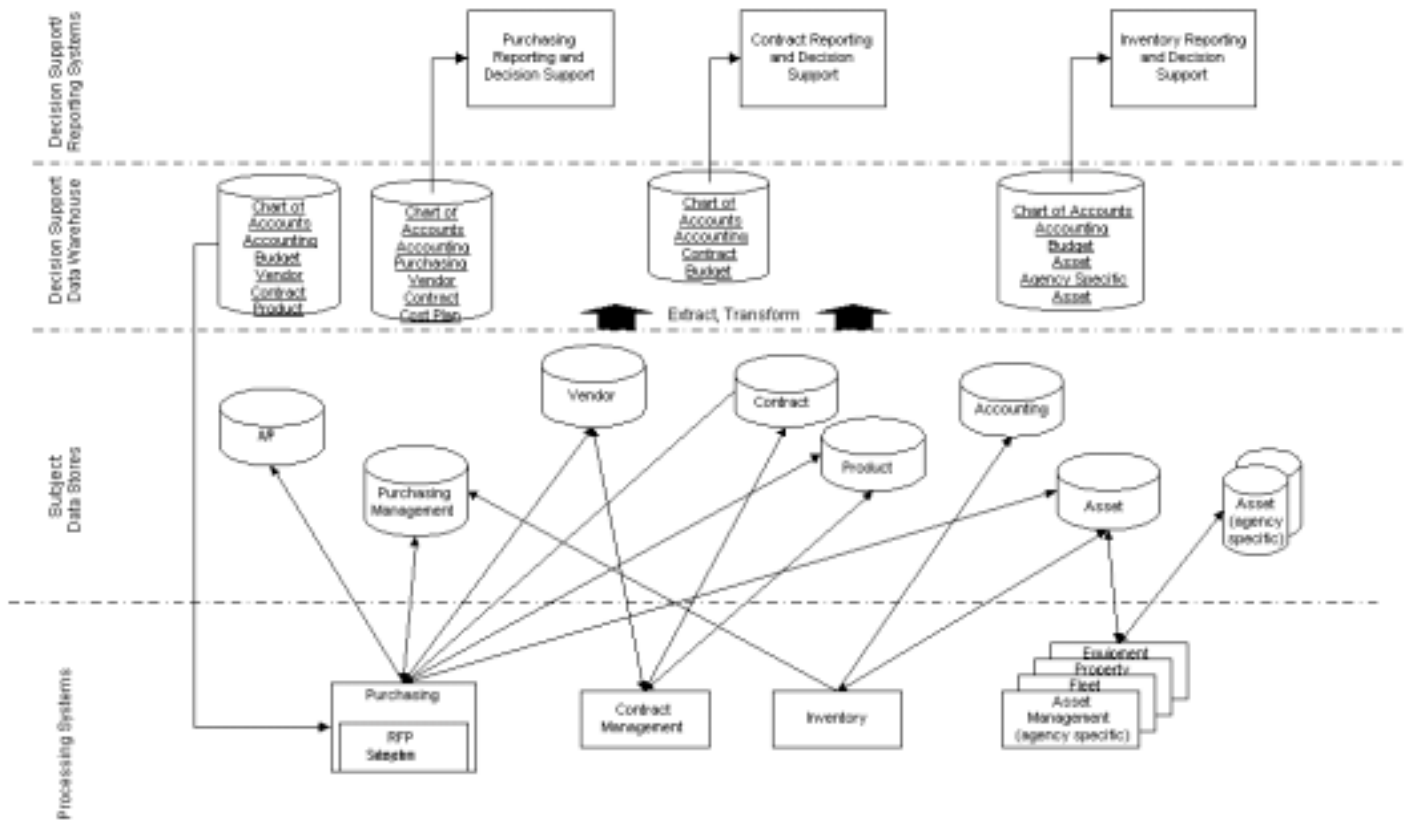 Decision Support/
Reporting Systems
Purchasing
Reporting and
Decision Support
Contract Reporting
and Decision
Support
Inventory Reporting
and Decision
Support
Decision Support
Data Warehouse
Chart of
Accounts
Accounting
Budget
Vendor
Contract
Product
Chart of
Accounts
Accounting
Purchasing
Vendor
Contract
Cost Plan
Chart of
Accounts
Accounting
Contract
Budget
Chart of Accounts
Accounting
Budget
Asset
Agency Specific
Asset
Extract, Transform
Subject
Data Stores
A/P
Purchasing
Management
Vendor
Contract
Product
Accounting
Asset
Asset
(agency
specific)
Processing Systems
Purchasing
RFP
Contract
Management
Inventory
Equipment
Property
Fleet
Asset
Management
(agency specific)